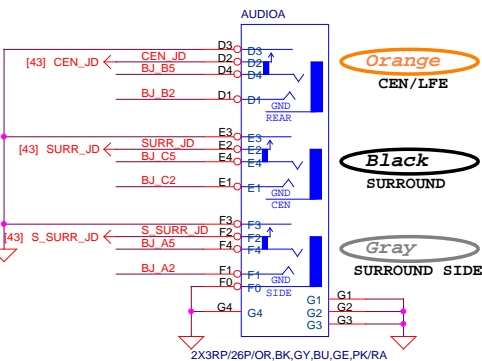 AUDIOA
D3 D3
[43] CEN_JD CEN_JD D2 D2
BJ_B5 D4 D4
Orange
CEN/LFE
BJ_B2 D1 D1
GND
REAR
E3 E3
[43] SURR_JD SURR_JD E2 E2
BJ_C5 E4 E4
Black
SURROUND
BJ_C2 E1 E1
GND
CEN
F3 F3
[43] S_SURR_JD S_SURR_JD F2 F2
BJ_A5 F4 F4
Gray
SURROUND SIDE
BJ_A2 F1 F1
GND
F0 F0
SIDE
G1 G1
G4 G4 G2 G2
G3 G3
2X3RP/26P/OR,BK,GY,BU,GE,PK/RA